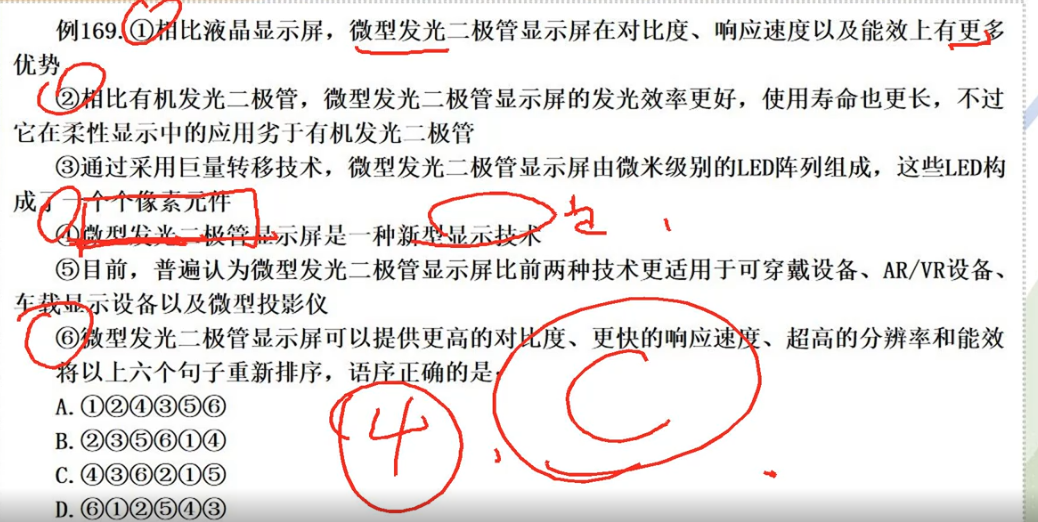 例169.①相比液晶显示屏，微型发光二极管显示屏在对比度、响应速度以及能效上有更多
优势
②相比有机发光二极管，微型发光二极管显示屏的发光效率更好，使用寿命也更长，不过
它在柔性显示中的应用劣于有机发光二极管
③通过采用巨量转移技术，微型发光二极管显示屏由微米级别的LED阵列组成，这些LED构
成了一个个像素元件
④微型发光二极管显示屏是一种新型显示技术
⑤目前，普遍认为微型发光二极管显示屏比前两种技术更适用于可穿戴设备、AR/VR设备、
车载显示设备以及微型投影仪
⑥微型发光二极管显示屏可以提供更高的对比度、更快的响应速度、超高的分辨率和能效
将以上六个句子重新排序，语序正确的是
A.①②④③⑤⑥
B.②③⑤⑥①④
C.④③⑥②①⑤
D.⑥①②⑤④③
4
C